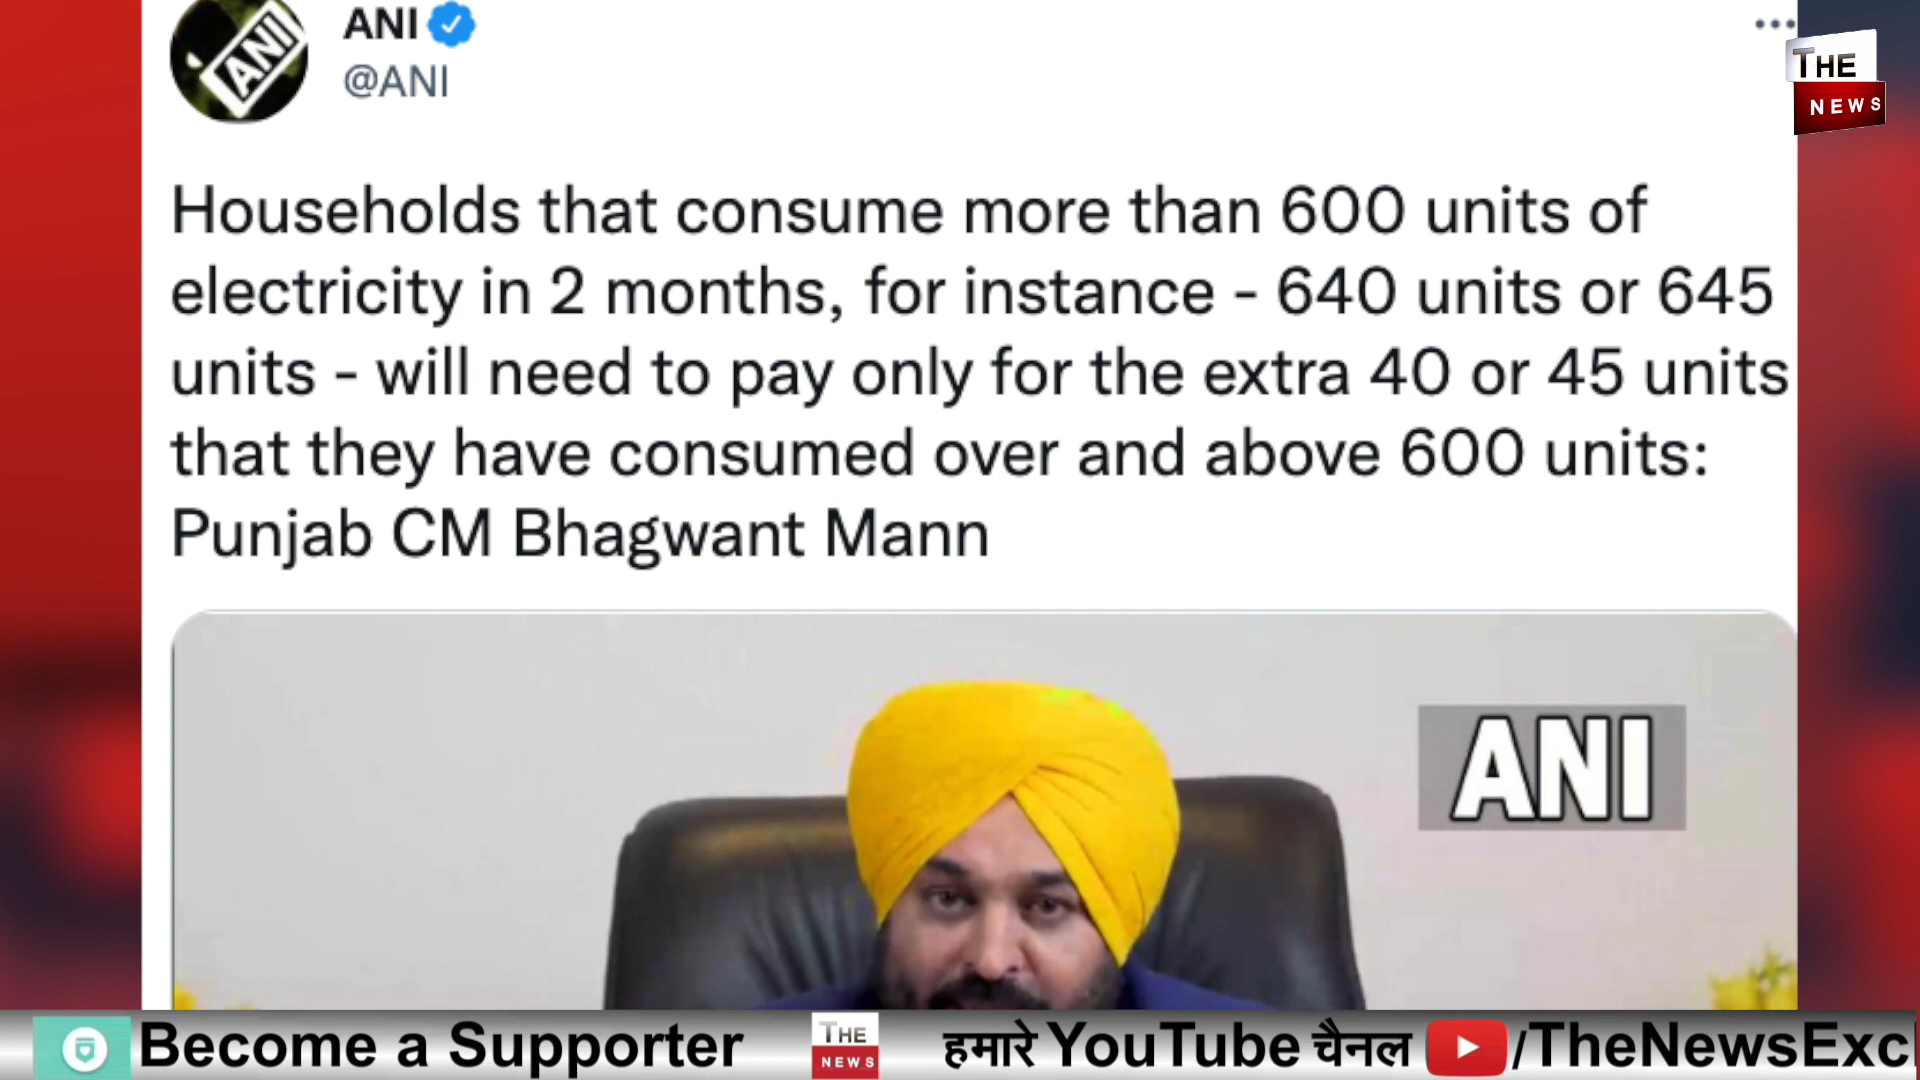 ANI
ANI
@ANI
THE
NEWS
Households that consume more than 600 units of
electricity in 2 months, for instance - 640 units or 645
units - will need to pay only for the extra 40 or 45 units
that they have consumed over and above 600 units:
Punjab CM Bhagwant Mann
ANI
Become a Supporter
THE
NEWS
हमारे YouTube चैनल
/TheNewsExcl